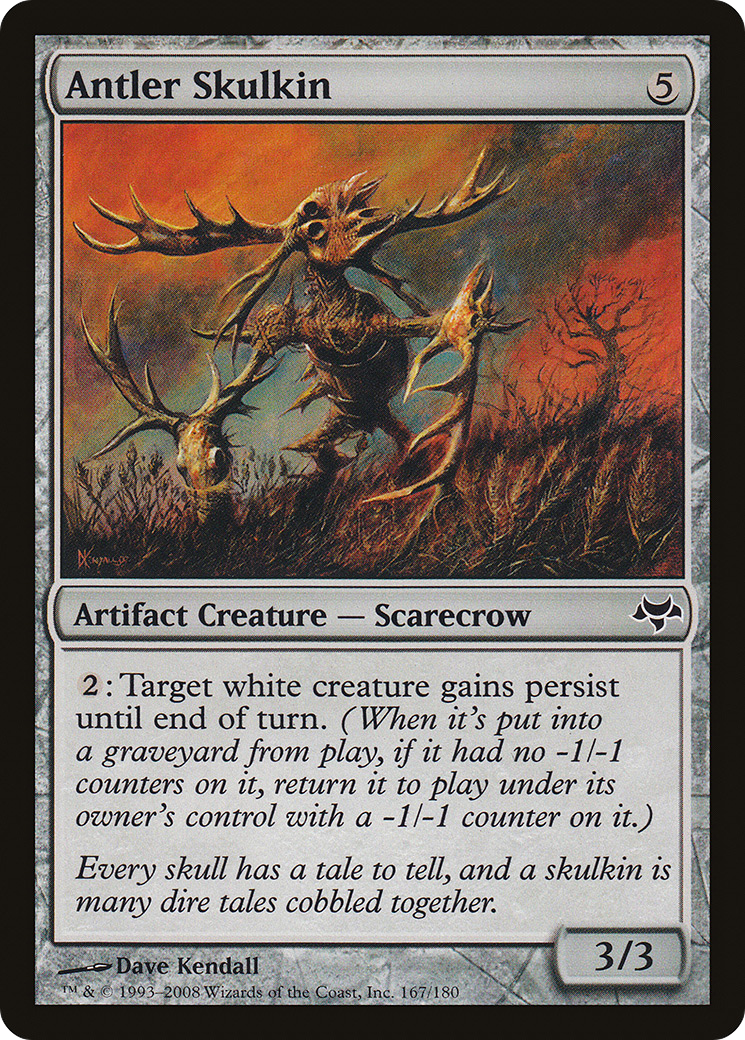 Antler Skulkin 5
Artifact Creature — Scarecrow
2: Target white creature gains persist
until end of turn. (When it's put into
a graveyard from play, if it had no -1/-1
counters on it, return it to play under its
owner's control with a -1/-1 counter on it.)
Every skull has a tale to tell, and a skulkin is
many dire tales cobbled together.
3/3
Dave Kendall
™ & © 1993–2008 Wizards of the Coast, Inc. 167/180